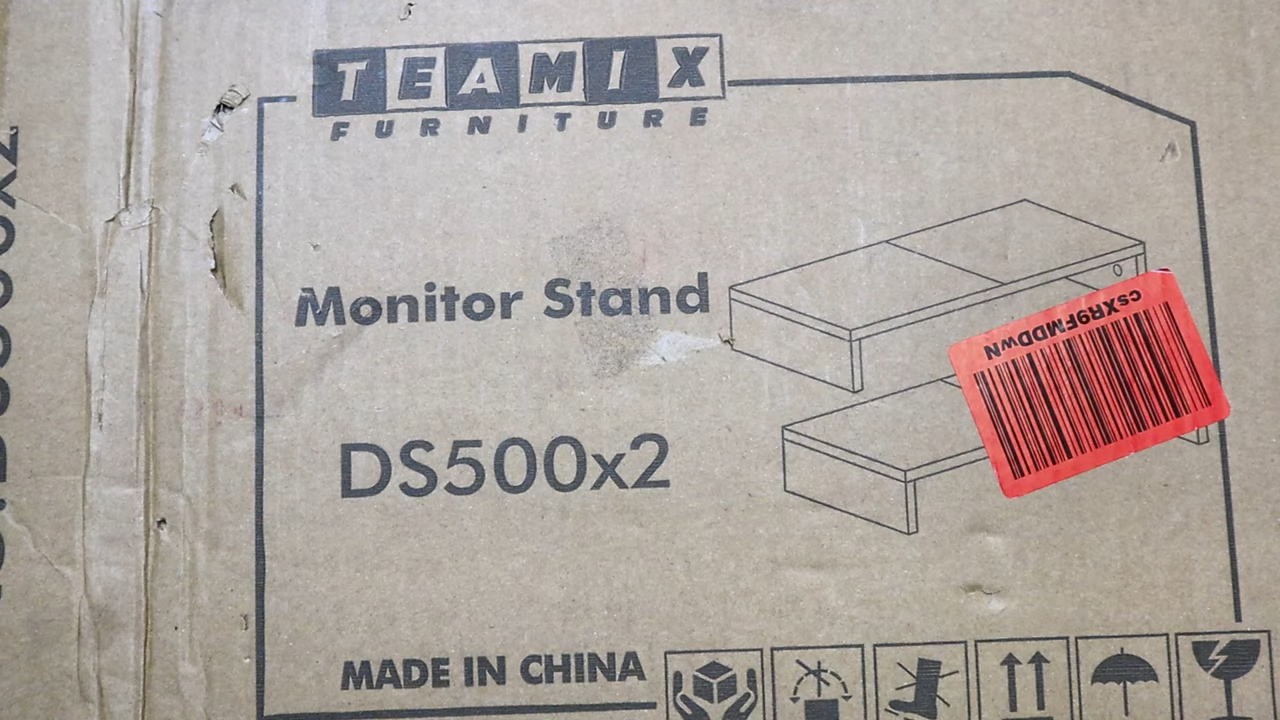 TEAMIX
FURNITURE
Monitor Stand
DS500x2
csXR9FMDDwN
MADE IN CHINA